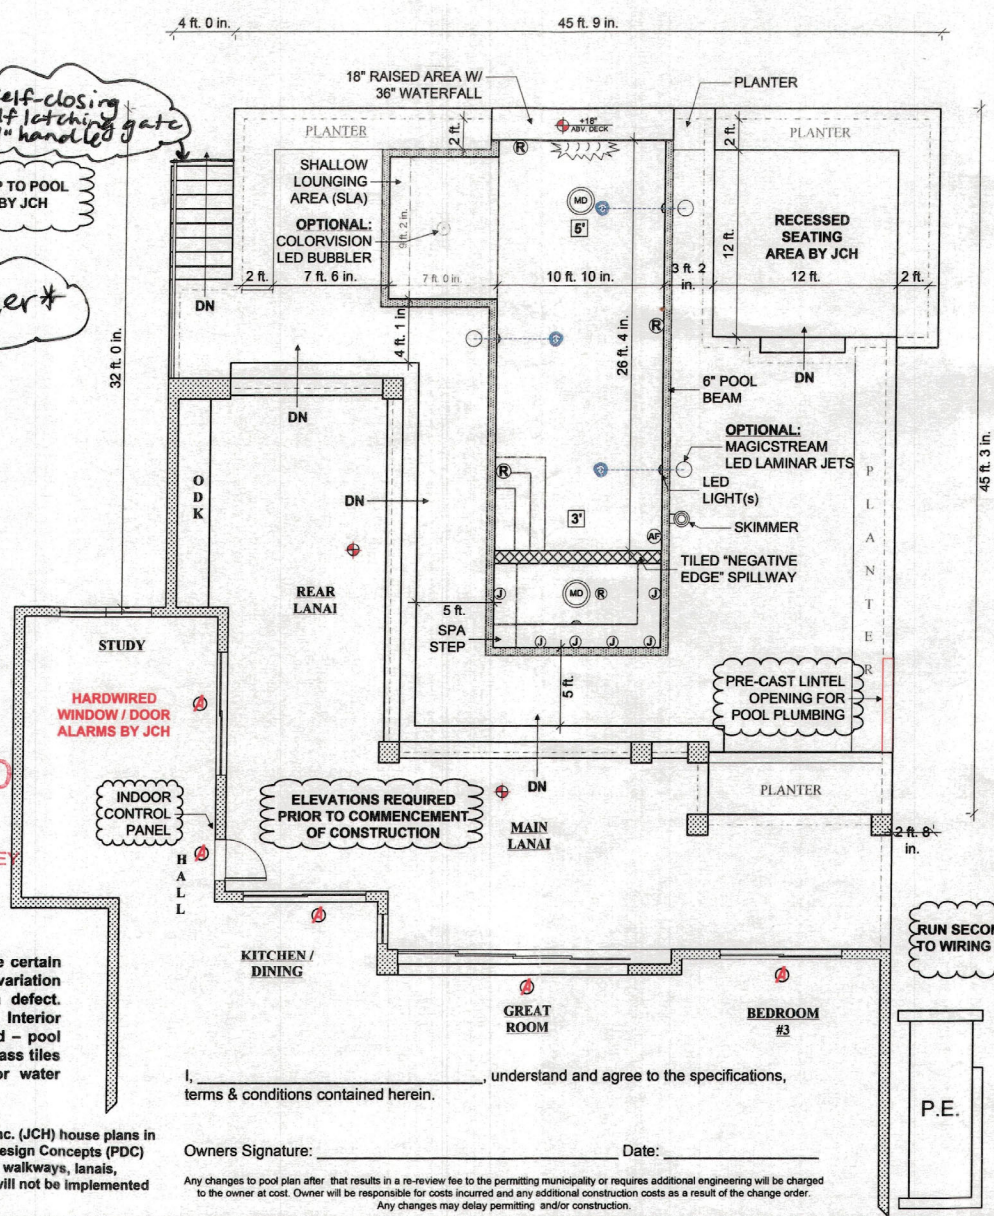 4 ft. 0 in.
45 ft. 9 in.
elf-closing
lf latching gate
" handle
P TO POOL
BY JCH
er*
18" RAISED AREA W/
36" WATERFALL
PLANTER
+18"
ABV. DECK
PLANTER
2 ft.
R
2 ft.
PLANTER
SHALLOW
LOUNGING
AREA (SLA)
OPTIONAL:
COLORVISION
LED BUBBLER
9 ft. 2 in.
MD
5'
RECESSED
SEATING
AREA BY JCH
12 ft.
2 ft.
7 ft. 6 in.
7 ft. 0 in.
10 ft. 10 in.
3 ft. 2
in.
12 ft.
2 ft.
DN
4 ft. 1 in.
26 ft. 4 in.
R
32 ft. 0 in.
DN
DN
6" POOL
BEAM
OPTIONAL:
MAGICSTREAM
LED LAMINAR JETS
45 ft. 3 in.
ODK
DN
R
LED
LIGHT(s)
3'
SKIMMER
AF
PLANTER
TILED "NEGATIVE
EDGE" SPILLWAY
REAR
LANAI
J
MD
R
J
5 ft.
SPA
STEP
J
J
J
J
5 ft.
STUDY
HARDWIRED
WINDOW / DOOR
ALARMS BY JCH
A
PRE-CAST LINTEL
OPENING FOR
POOL PLUMBING
INDOOR
CONTROL
PANEL
ELEVATIONS REQUIRED
PRIOR TO COMMENCEMENT
OF CONSTRUCTION
DN
MAIN
LANAI
PLANTER
2 ft. 8
in.
EY
A
HALL
A
KITCHEN /
DINING
A
GREAT
ROOM
A
BEDROOM
#3
RUN SECON
TO WIRING
e certain
variation
defect.
Interior
d – pool
ass tiles
or water
I, ______________________, understand and agree to the specifications,
terms & conditions contained herein.
P.E.
nc. (JCH) house plans in
esign Concepts (PDC)
walkways, lanais,
will not be implemented
Owners Signature: ______________________ Date: __________
Any changes to pool plan after that results in a re-review fee to the permitting municipality or requires additional engineering will be charged
to the owner at cost. Owner will be responsible for costs incurred and any additional construction costs as a result of the change order.
Any changes may delay permitting and/or construction.